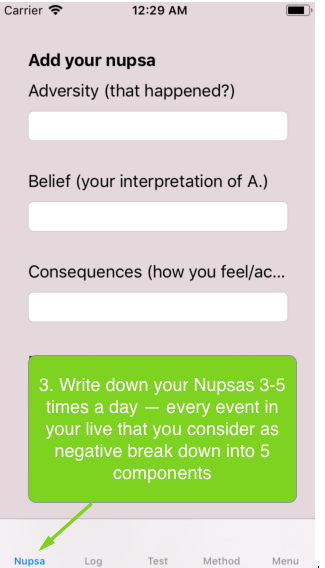 Carrier 12:29 AM
Add your nupsa
Adversity (that happened?)
Belief (your interpretation of A.)
Consequences (how you feel/ac...
3. Write down your Nupsas 3-5
times a day — every event in
your live that you consider as
negative break down into 5
components
Nupsa Log Test Method Menu